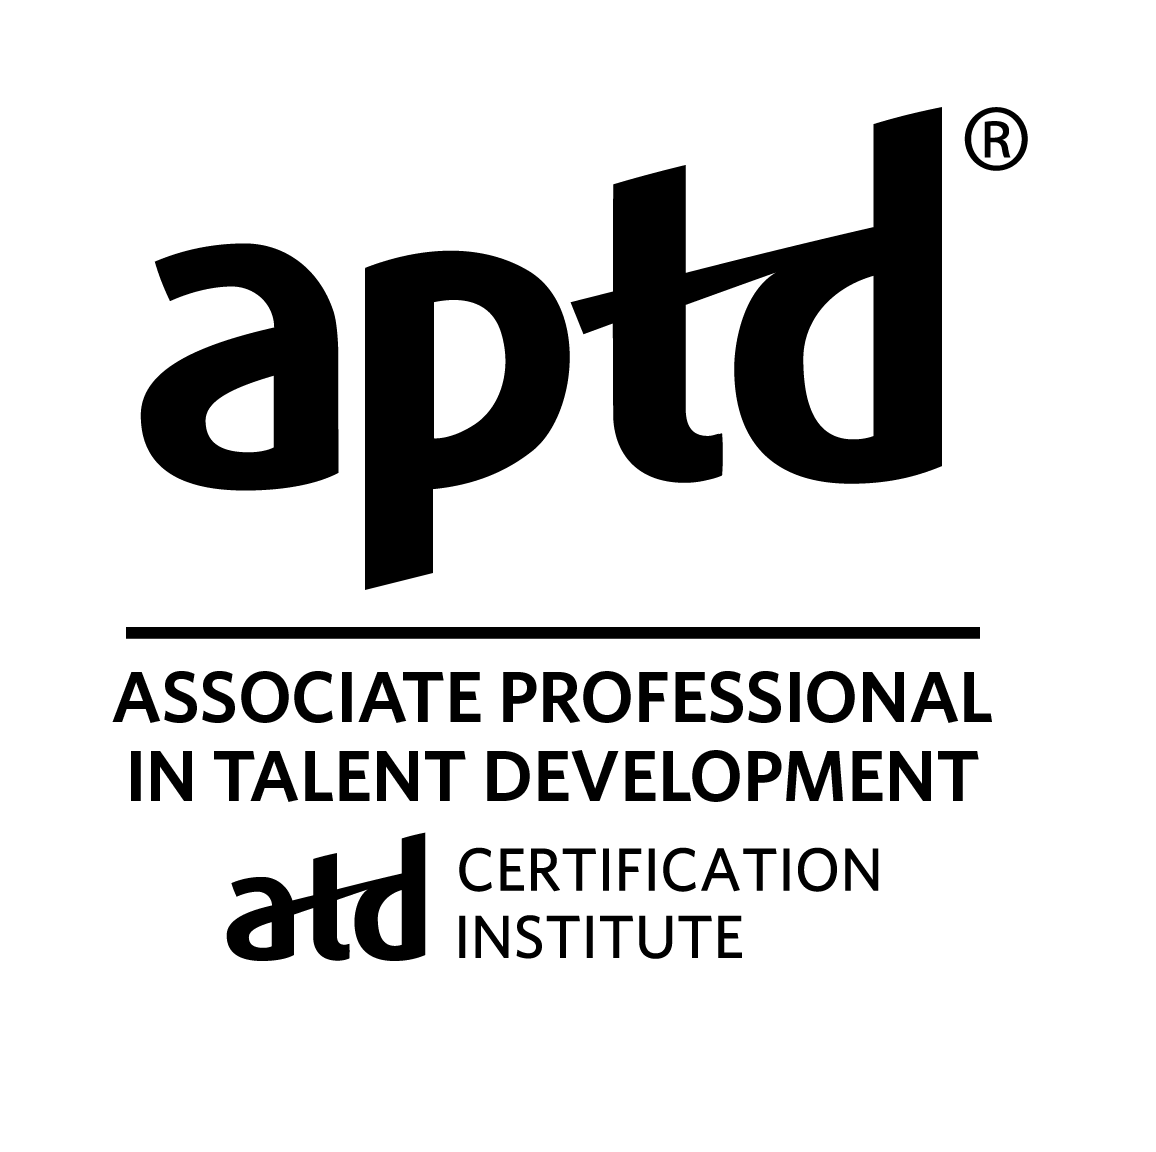 aptd®
ASSOCIATE PROFESSIONAL
IN TALENT DEVELOPMENT
atd CERTIFICATION
INSTITUTE